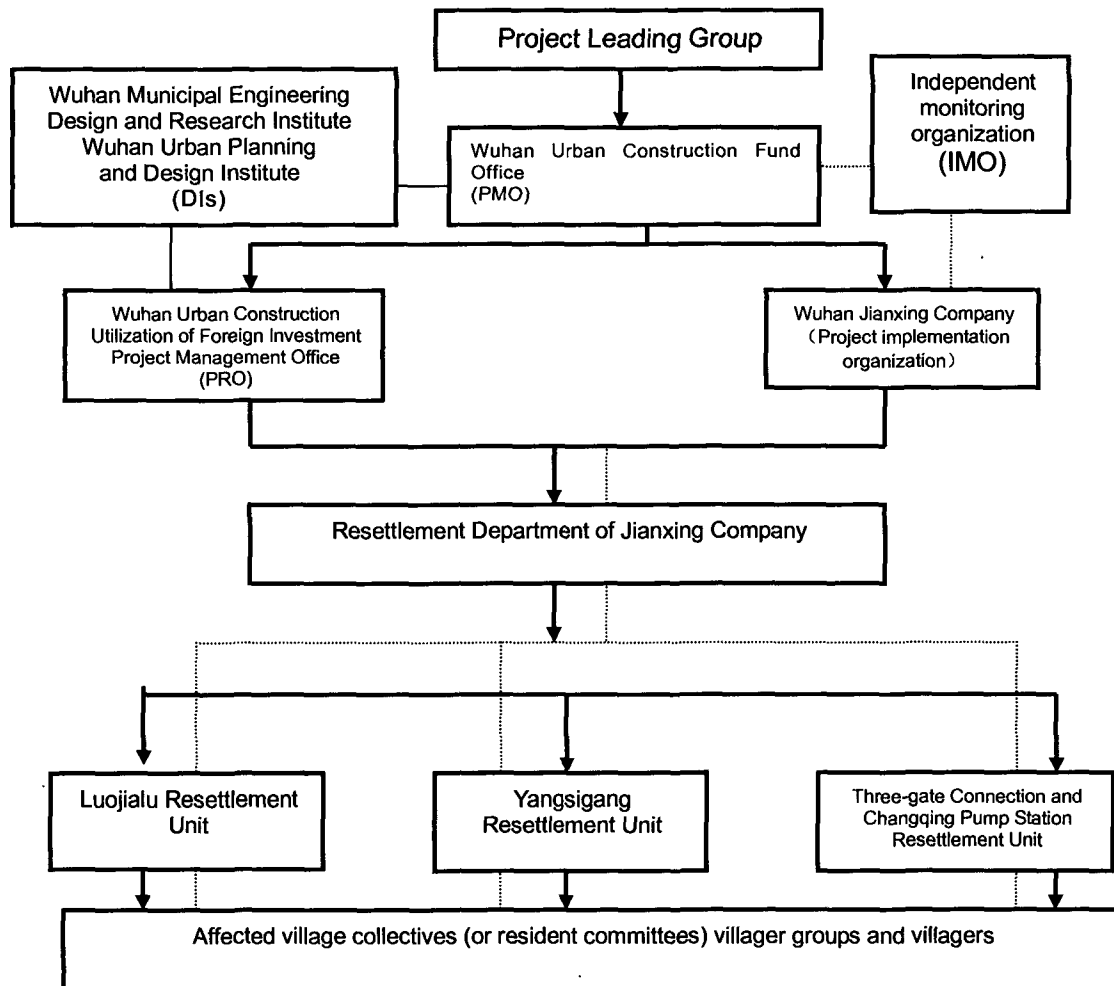 Project Leading Group
Wuhan Municipal Engineering
Design and Research Institute
Wuhan Urban Planning
and Design Institute
(DIs)
Wuhan Urban Construction Fund
Office
(PMO)
Independent
monitoring
organization
(IMO)
Wuhan Urban Construction
Utilization of Foreign Investment
Project Management Office
(PRO)
Wuhan Jianxing Company
（Project implementation
organization）
Resettlement Department of Jianxing Company
Luojialu Resettlement
Unit
Yangsigang
Resettlement Unit
Three-gate Connection and
Changqing Pump Station
Resettlement Unit
Affected village collectives (or resident committees) villager groups and villagers